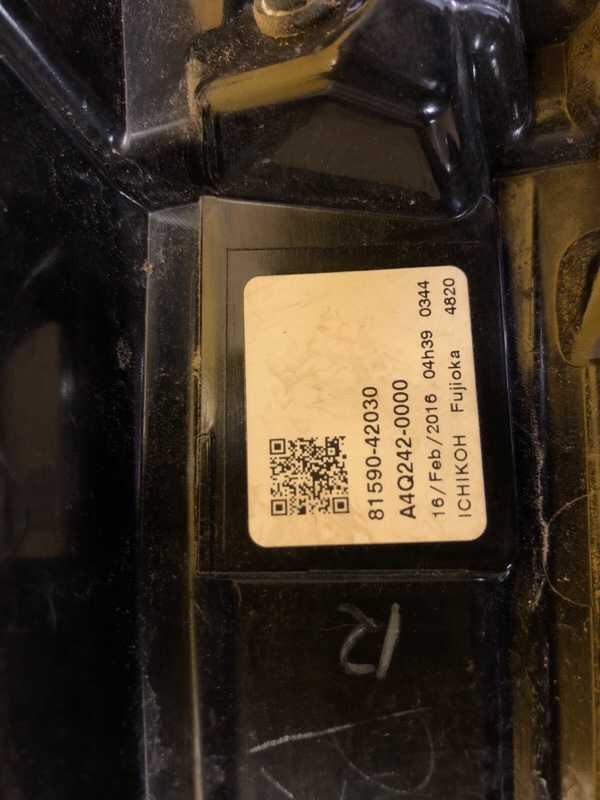 81590-42030
A4Q242-0000
16/Feb/2016 04h39 0344
ICHIKOH Fujioka 4820
R